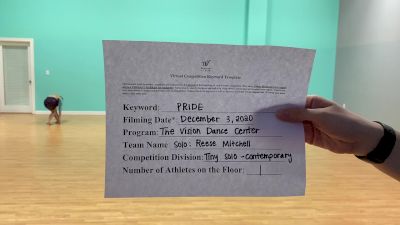 Virtual Competition Keyword Template
Keyword: PRIDE
Filming Date*: December 3, 2020
Program: The Vision Dance Center
Team Name Solo: Reese Mitchell
Competition Division: Tiny Solo - contemporary
Number of Athletes on the Floor: 1